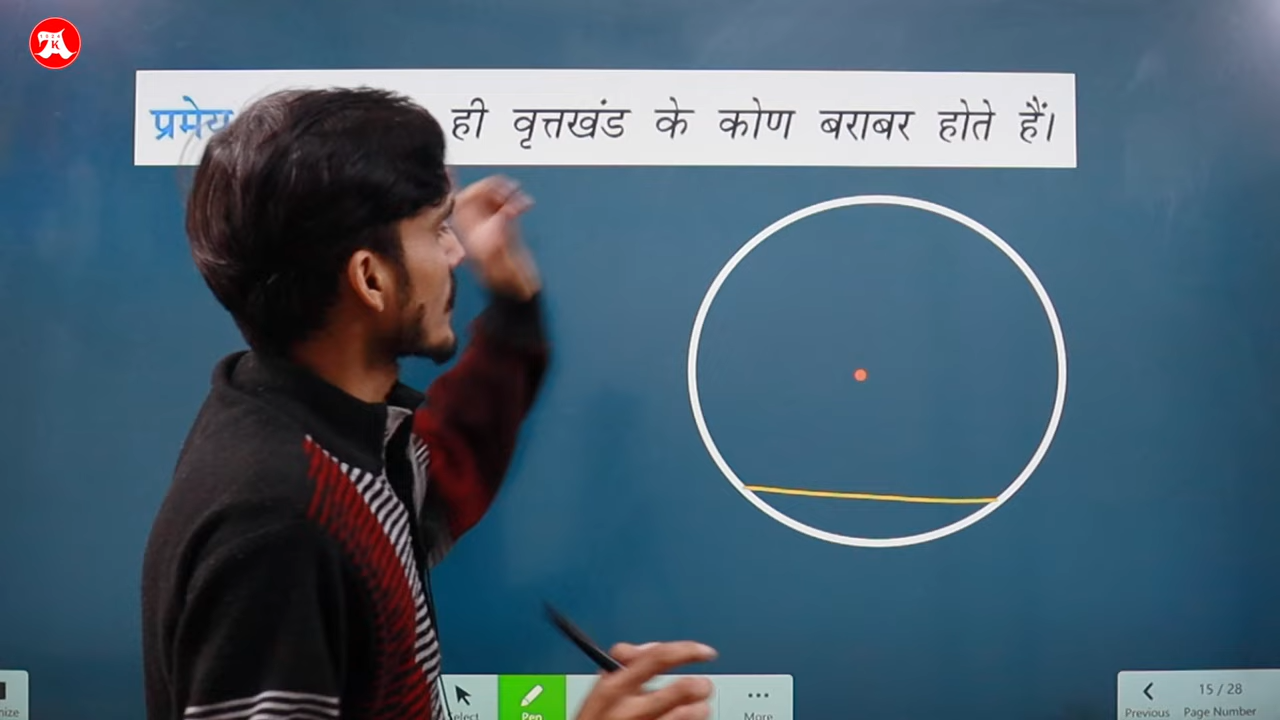 K
प्रमेय ही वृत्तखंड के कोण बराबर होते हैं।
Pen
More
Previous
15 / 28
Page Number